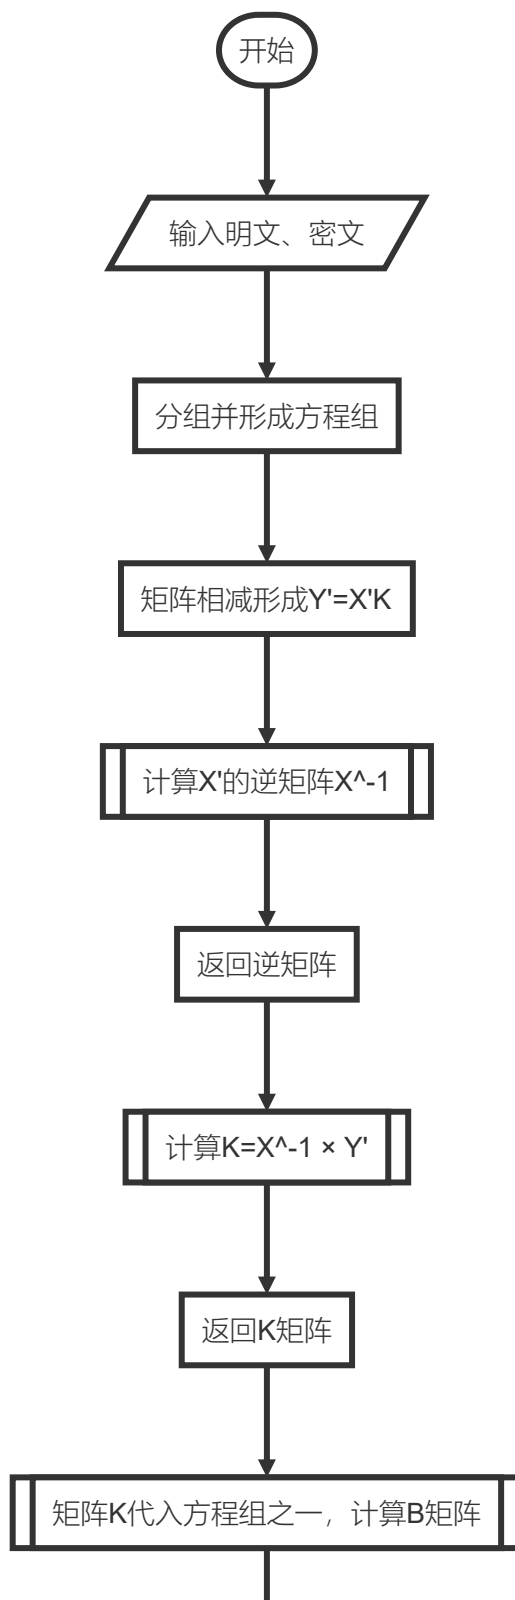 开始
输入明文、密文
分组并形成方程组
矩阵相减形成Y'=X'K
计算X'的逆矩阵X^-1
返回逆矩阵
计算K=X^-1 × Y'
返回K矩阵
矩阵K代入方程组之一，计算B矩阵